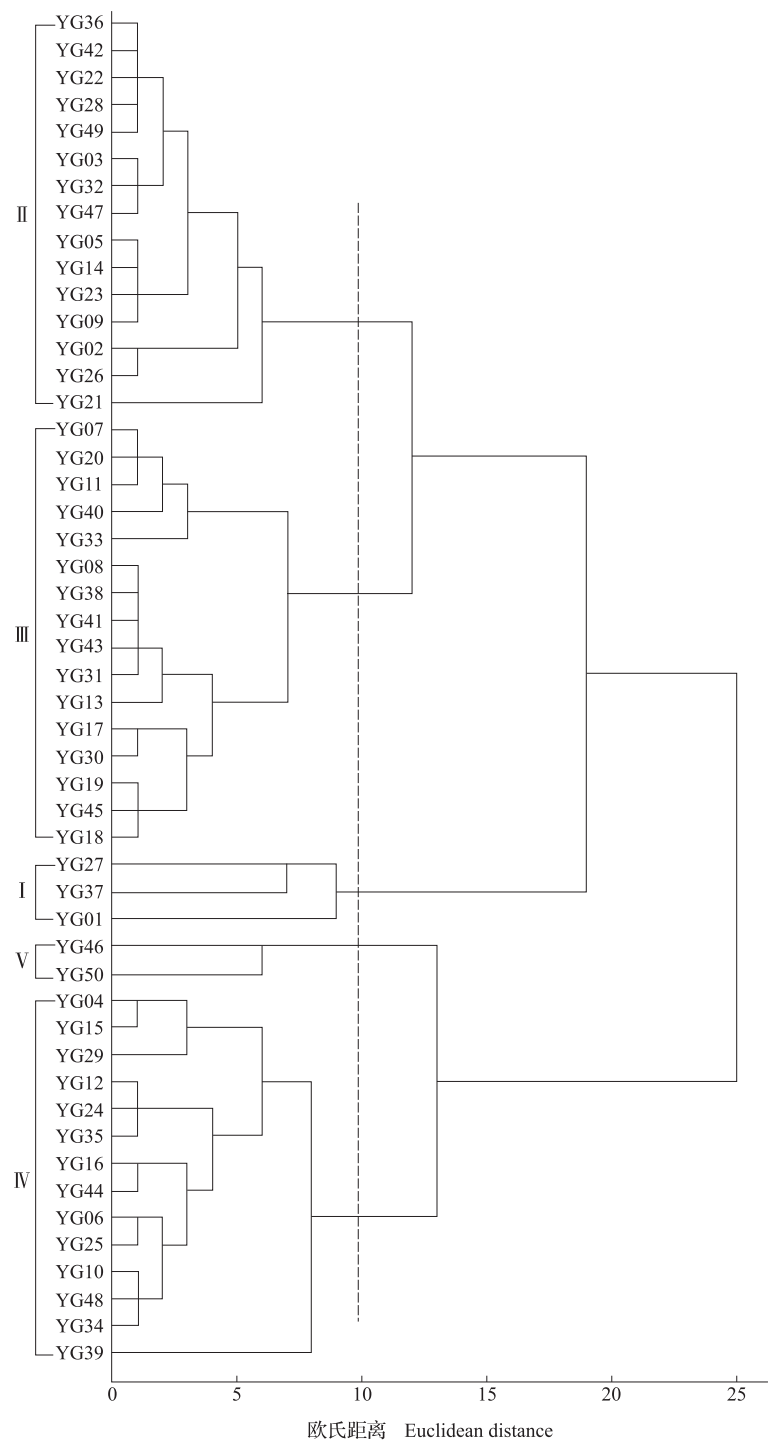 YG36
YG42
YG22
YG28
YG49
YG03
YG32
YG47
Ⅱ
YG05
YG14
YG23
YG09
YG02
YG26
YG21
YG07
YG20
YG11
YG40
YG33
YG08
YG38
YG41
Ⅲ
YG43
YG31
YG13
YG17
YG30
YG19
YG45
YG18
YG27
Ⅰ YG37
YG01
YG46
Ⅴ
YG50
YG04
YG15
YG29
YG12
YG24
YG35
YG16
Ⅳ
YG44
YG06
YG25
YG10
YG48
YG34
YG39
0 5 10 15 20 25
欧氏距离 Euclidean distance